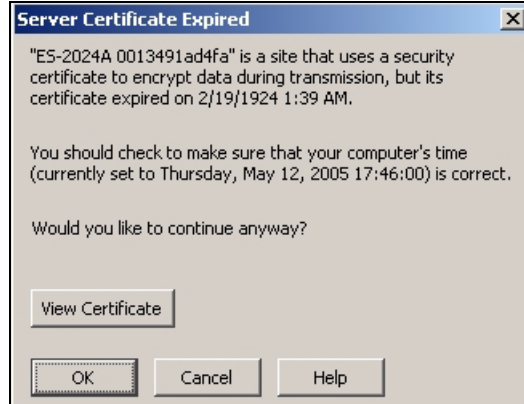 Server Certificate Expired
"ES-2024A 0013491ad4fa" is a site that uses a security
certificate to encrypt data during transmission, but its
certificate expired on 2/19/1924 1:39 AM.
You should check to make sure that your computer's time
(currently set to Thursday, May 12, 2005 17:46:00) is correct.
Would you like to continue anyway?
View Certificate
OK Cancel Help